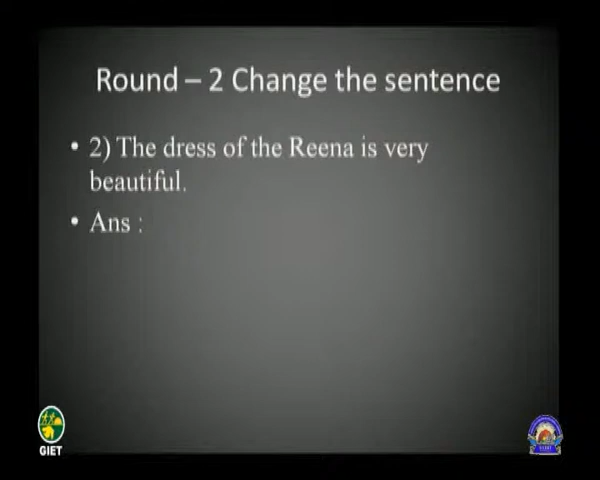 Round – 2 Change the sentence
• 2) The dress of the Reena is very
beautiful.
• Ans :
GIET